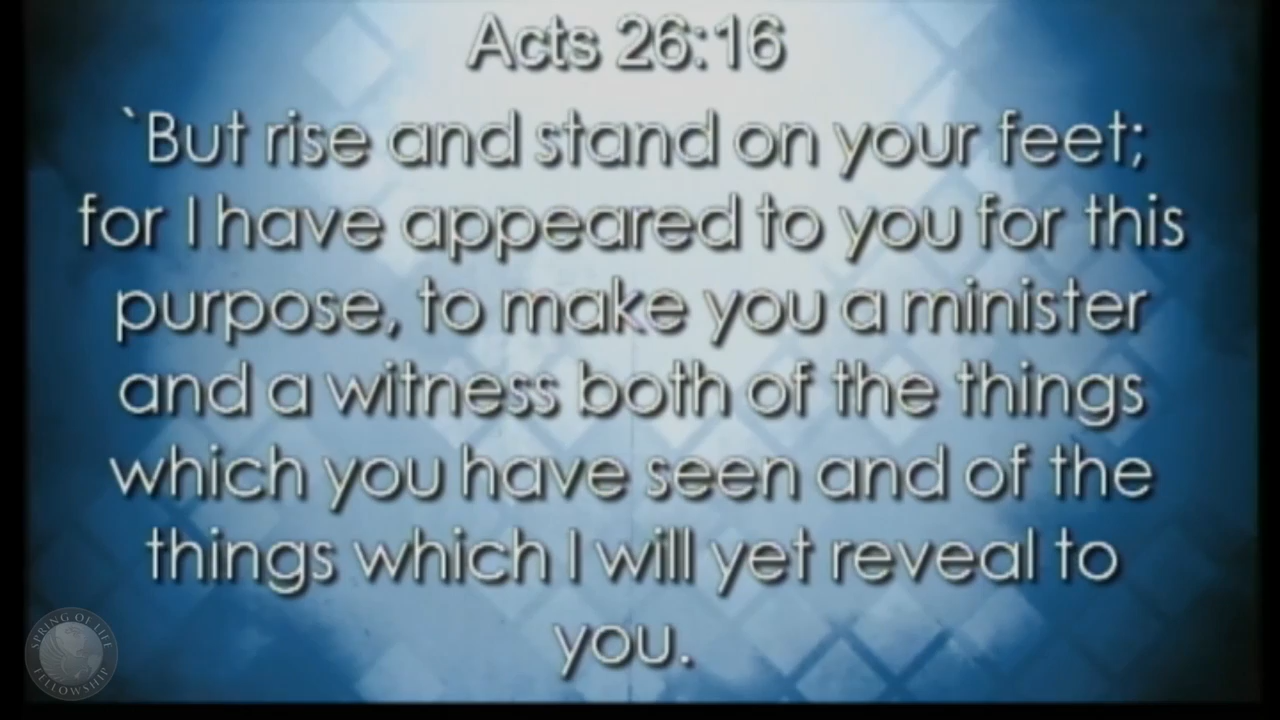 Acts 26:16
`But rise and stand on your feet;
for I have appeared to you for this
purpose, to make you a minister
and a witness both of the things
which you have seen and of the
things which I will yet reveal to
you.
SPRING OF LIFE
FELLOWSHIP